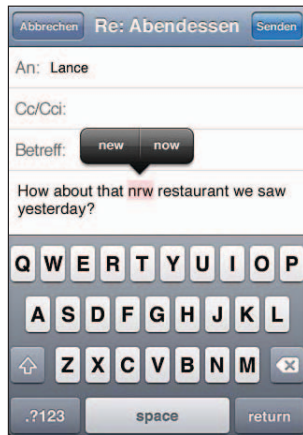 Abbrechen Re: Abendessen Senden
An: Lance
Cc/Cci:
Betreff:
new now
How about that nrw restaurant we saw
yesterday?
Q W E R T Y U I O P
A S D F G H J K L
Z X C V B N M
.?123 space return